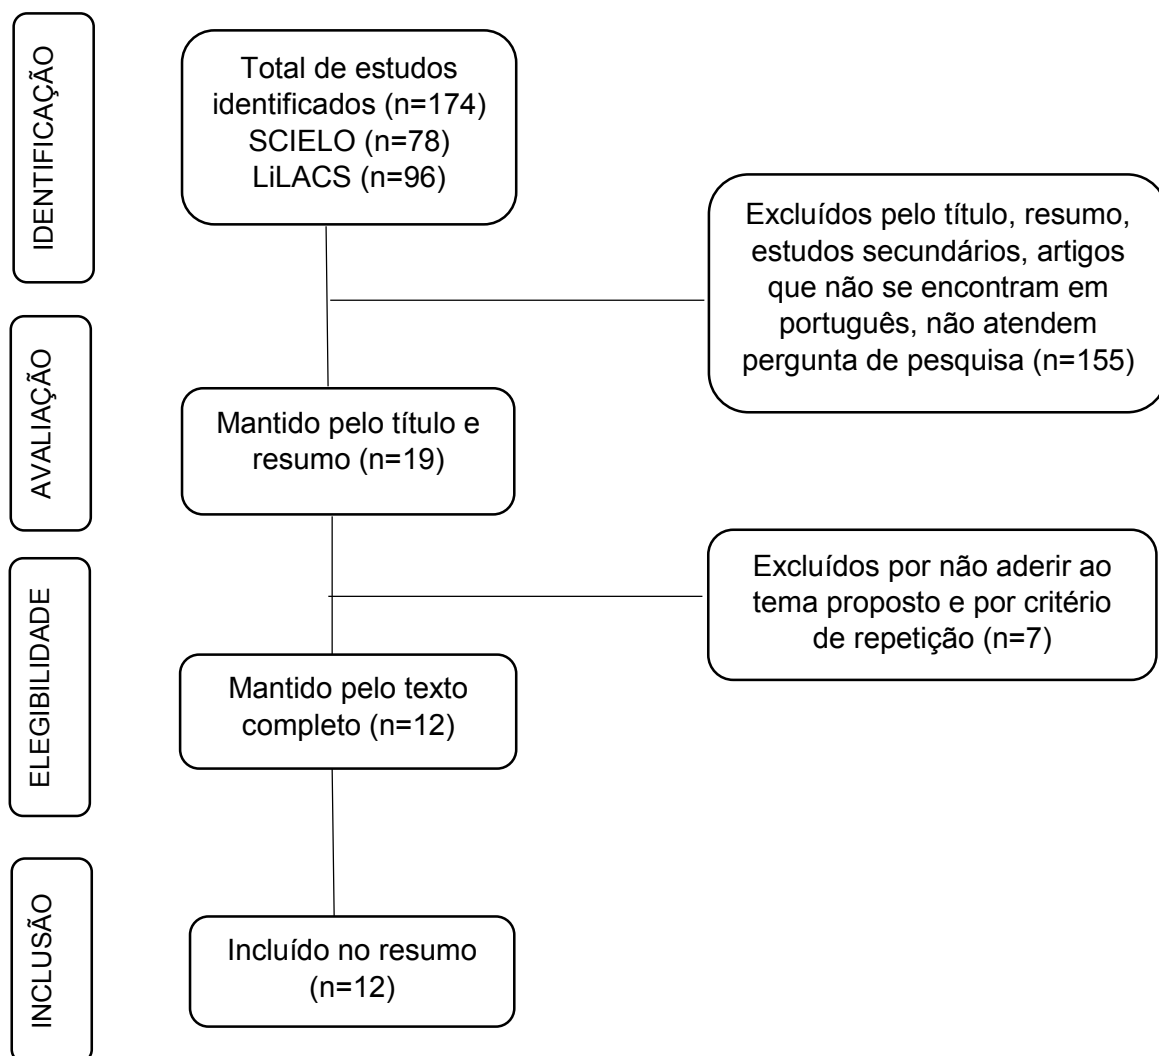 IDENTIFICAÇÃO
Total de estudos
identificados (n=174)
SCIELO (n=78)
LiLACS (n=96)
Excluídos pelo título, resumo,
estudos secundários, artigos
que não se encontram em
português, não atendem
pergunta de pesquisa (n=155)
AVALIAÇÃO
Mantido pelo título e
resumo (n=19)
Excluídos por não aderir ao
tema proposto e por critério
de repetição (n=7)
ELEGIBILIDADE
Mantido pelo texto
completo (n=12)
INCLUSÃO
Incluído no resumo
(n=12)